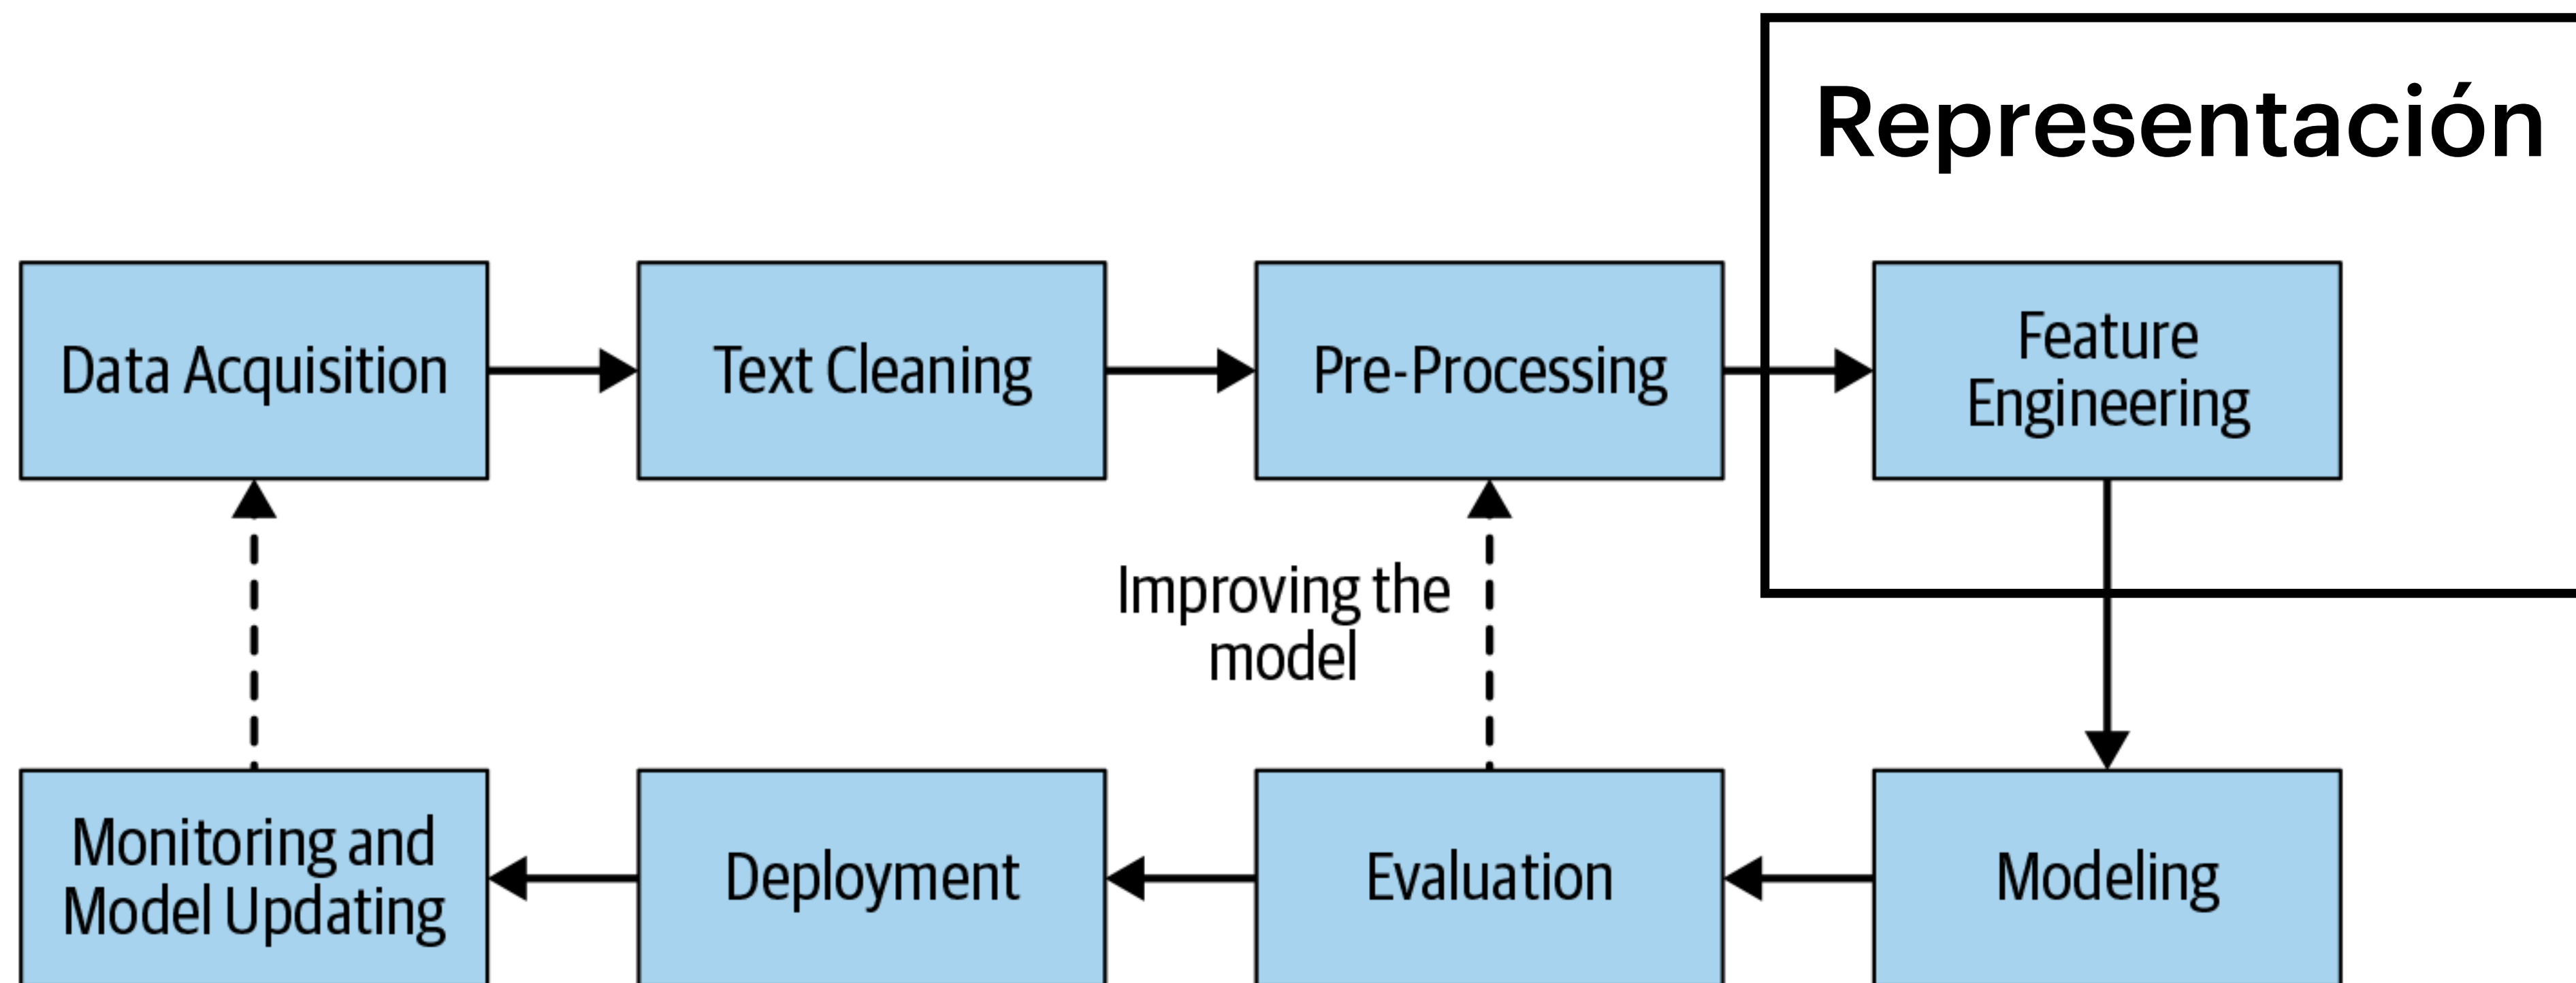 Representación
Data Acquisition
Text Cleaning
Pre-Processing
Feature
Engineering
Improving the
model
Monitoring and
Model Updating
Deployment
Evaluation
Modeling